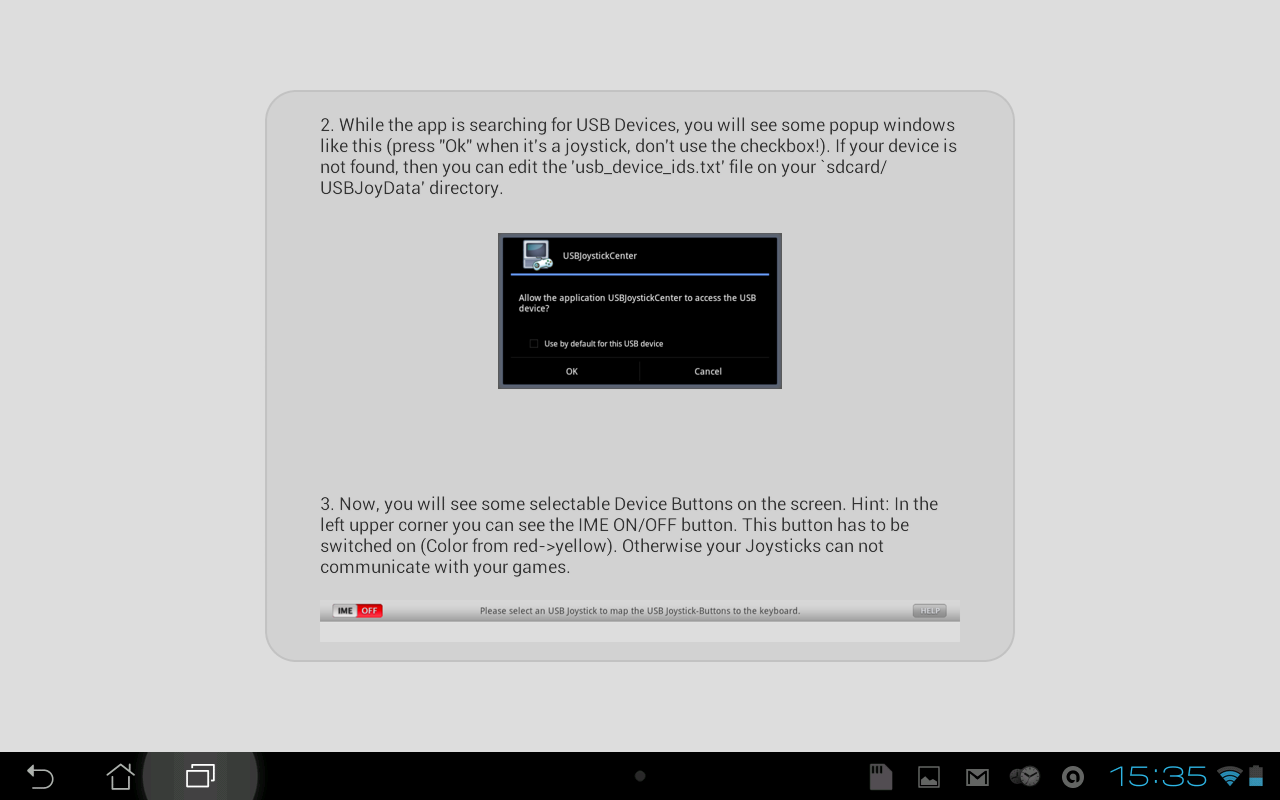 2. While the app is searching for USB Devices, you will see some popup windows
like this (press "Ok" when it's a joystick, don't use the checkbox!). If your device is
not found, then you can edit the 'usb_device_ids.txt' file on your `sdcard/
USBJoyData' directory.
USBJoystickCenter
Allow the application USBJoystickCenter to access the USB
device?
Use by default for this USB device
OK Cancel
3. Now, you will see some selectable Device Buttons on the screen. Hint: In the
left upper corner you can see the IME ON/OFF button. This button has to be
switched on (Color from red->yellow). Otherwise your Joysticks can not
communicate with your games.
IME OFF Please select an USB Joystick to map the USB Joystick-Buttons to the keyboard. HELP
15:35